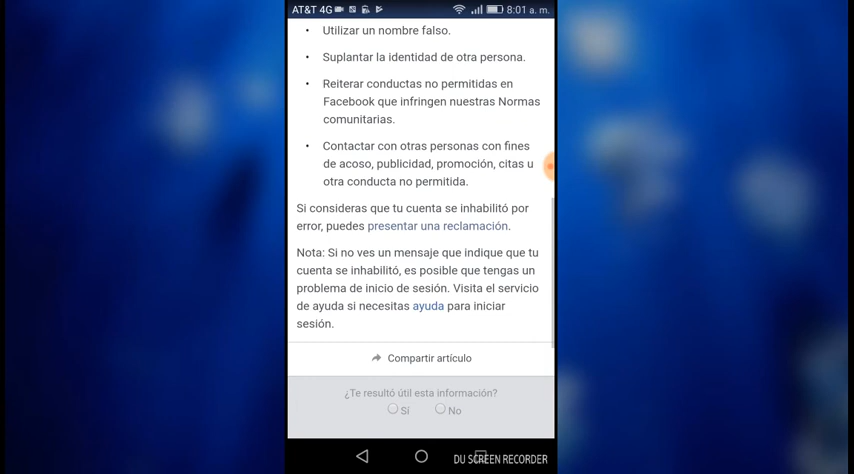 AT&T 4G 8:01 a. m.
• Utilizar un nombre falso.
• Suplantar la identidad de otra persona.
• Reiterar conductas no permitidas en
Facebook que infringen nuestras Normas
comunitarias.
• Contactar con otras personas con fines
de acoso, publicidad, promoción, citas u
otra conducta no permitida.
Si consideras que tu cuenta se inhabilitó por
error, puedes presentar una reclamación.
Nota: Si no ves un mensaje que indique que tu
cuenta se inhabilitó, es posible que tengas un
problema de inicio de sesión. Visita el servicio
de ayuda si necesitas ayuda para iniciar
sesión.
Compartir artículo
¿Te resultó útil esta información?
Sí No
DU SCREEN RECORDER